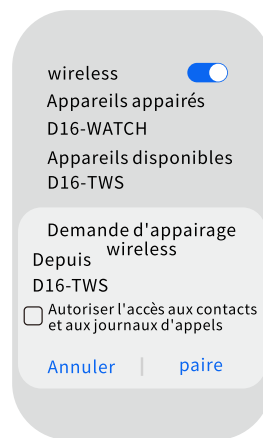 wireless
Appareils appairés
D16-WATCH
Appareils disponibles
D16-TWS
Demande d'appairage
wireless
Depuis
D16-TWS
Autoriser l'accès aux contacts
et aux journaux d'appels
Annuler | paire